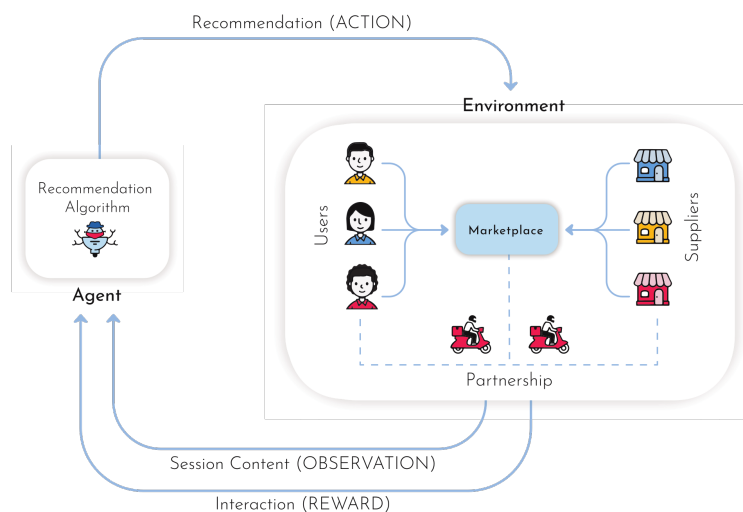 Recommendation (ACTION)
Environment
Recommendation
Algorithm
Agent
Users
Marketplace
Suppliers
Partnership
Session Content (OBSERVATION)
Interaction (REWARD)